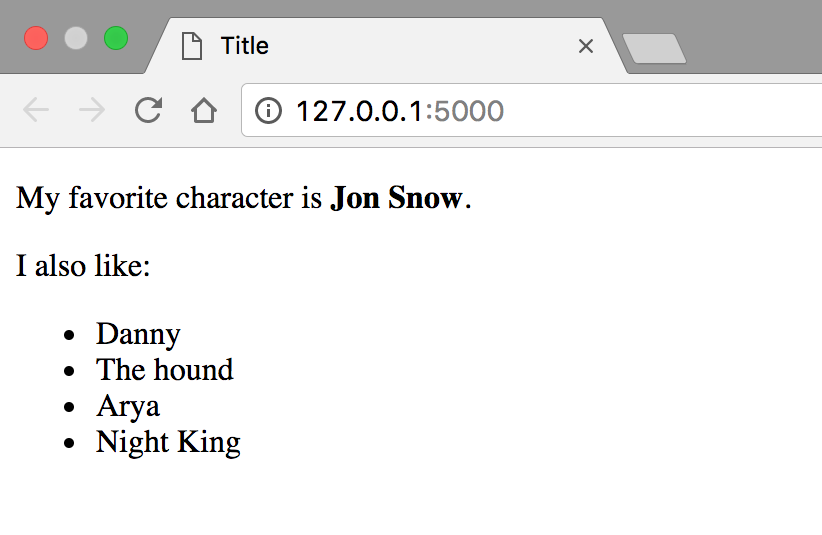 Title
127.0.0.1:5000
My favorite character is Jon Snow.
I also like:
Danny
The hound
Arya
Night King